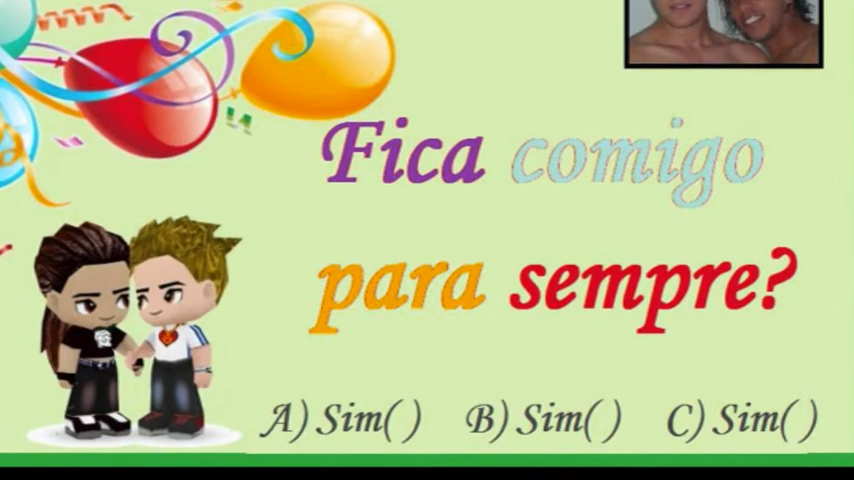 Fica comigo
para sempre?
A) Sim( ) B) Sim( ) C) Sim( )